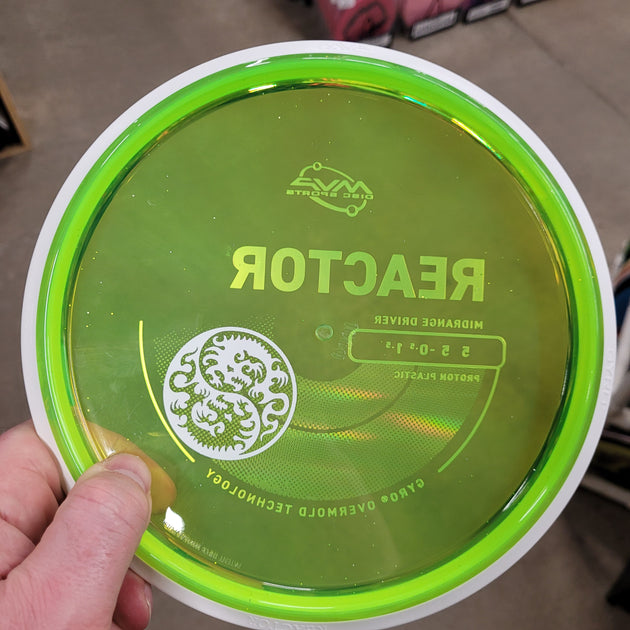 MVP
DISC SPORTS
REACTOR
MIDRANGE DRIVER
5 5 -0.5 1.5
PROTON PLASTIC
GYRO® OVERMOLD TECHNOLOGY